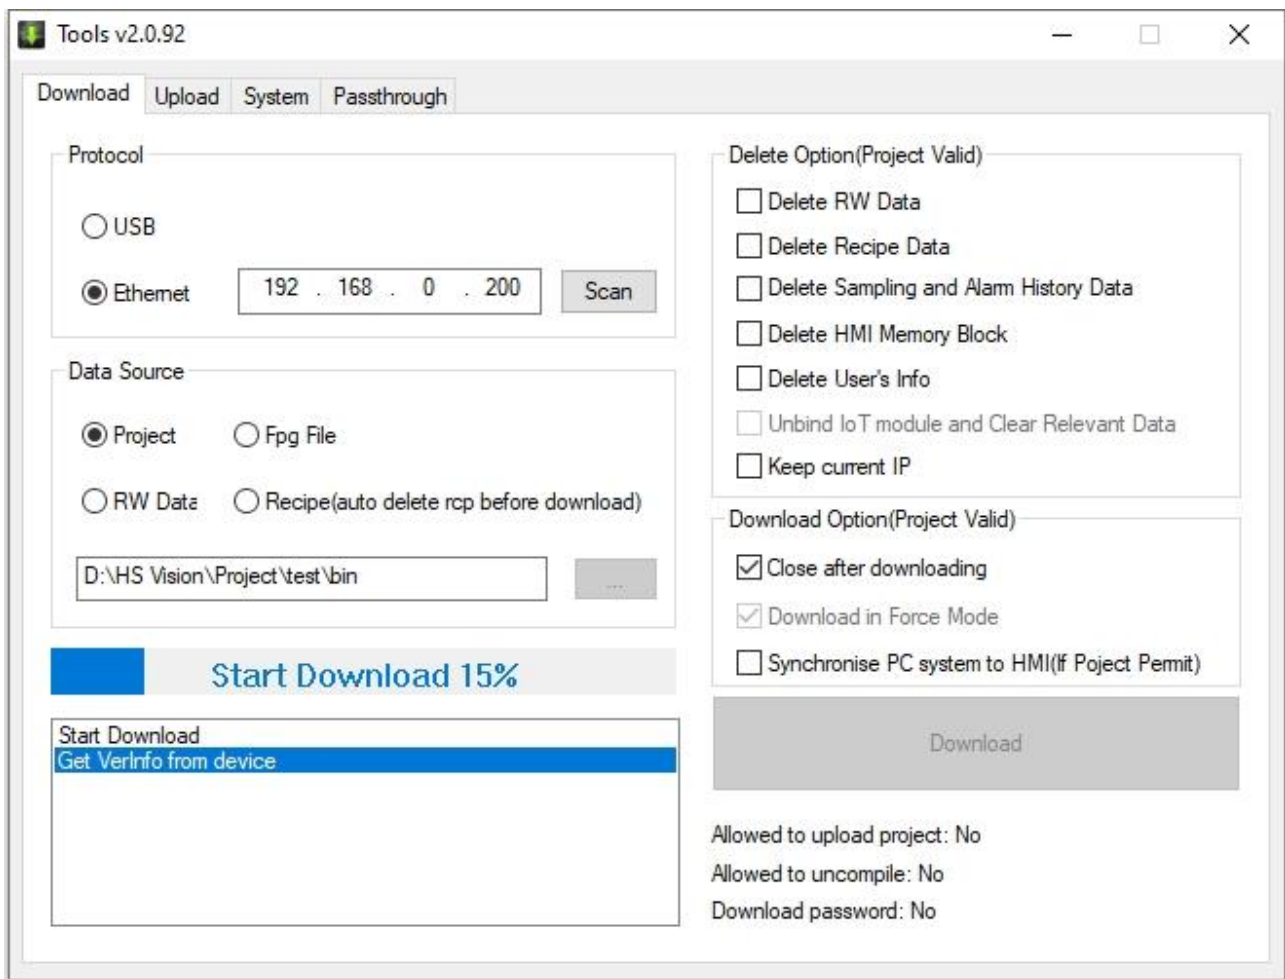 Tools v2.0.92
Download Upload System Passthrough
Protocol
USB
Ethernet 192 . 168 . 0 . 200 Scan
Data Source
Project Fpg File
RW Data Recipe(auto delete rcp before download)
D:\HS Vision\Project\test\bin ...
Start Download 15%
Start Download
Get VerInfo from device
Delete Option(Project Valid)
Delete RW Data
Delete Recipe Data
Delete Sampling and Alarm History Data
Delete HMI Memory Block
Delete User's Info
Unbind IoT module and Clear Relevant Data
Keep current IP
Download Option(Project Valid)
Close after downloading
Download in Force Mode
Synchronise PC system to HMI(If Poject Permit)
Download
Allowed to upload project: No
Allowed to uncompile: No
Download password: No